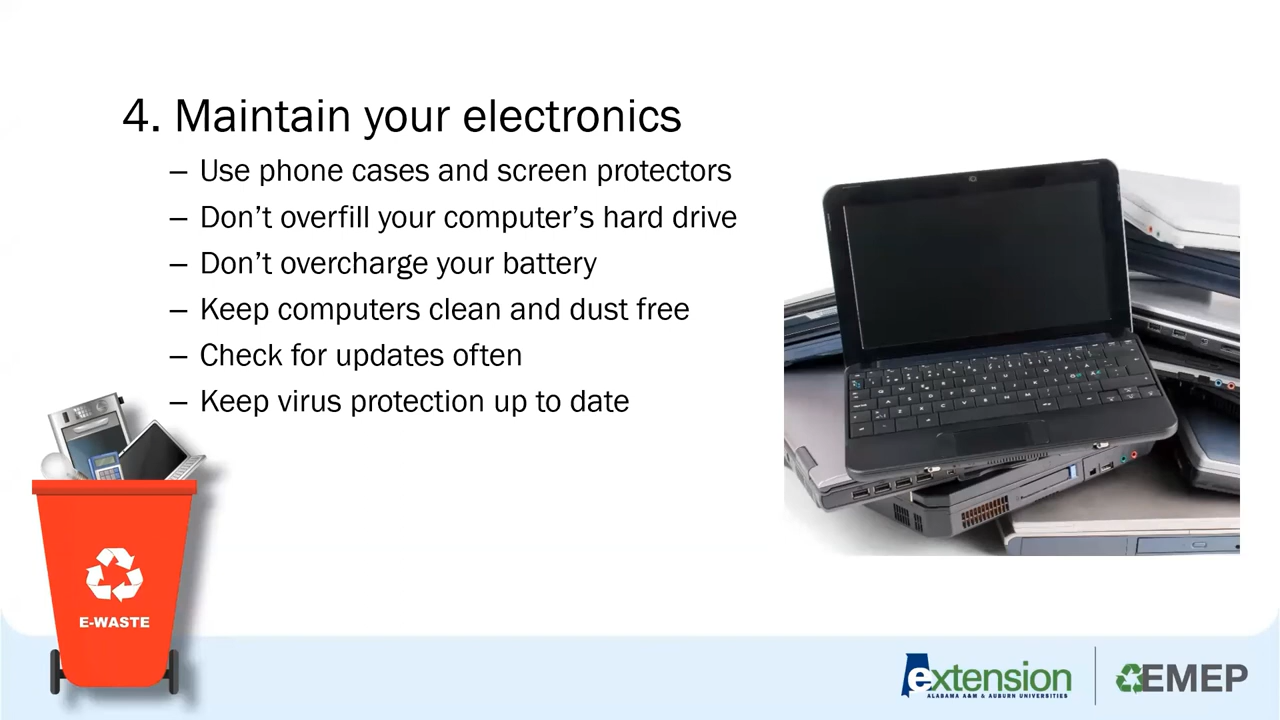 4. Maintain your electronics
– Use phone cases and screen protectors
– Don’t overfill your computer’s hard drive
– Don’t overcharge your battery
– Keep computers clean and dust free
– Check for updates often
– Keep virus protection up to date
E-WASTE
extension
ALABAMA A&M & AUBURN UNIVERSITIES
EMEP